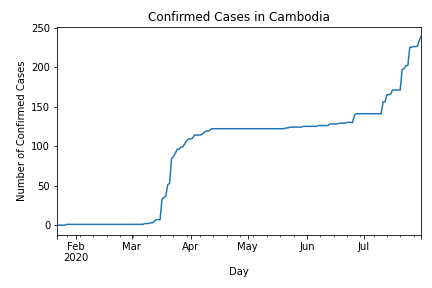 Confirmed Cases in Cambodia
Number of Confirmed Cases
250
200
150
100
50
0
Feb Mar Apr May Jun Jul
2020
Day